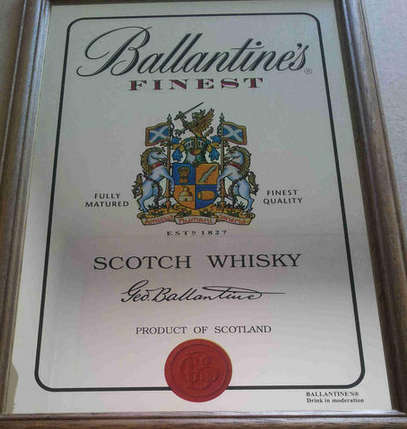 Ballantine's®
FINEST
FULLY
MATURED
FINEST
QUALITY
ESTD 1827
SCOTCH WHISKY
Geo Ballantine
PRODUCT OF SCOTLAND
BALLANTINE'S®
Drink in moderation